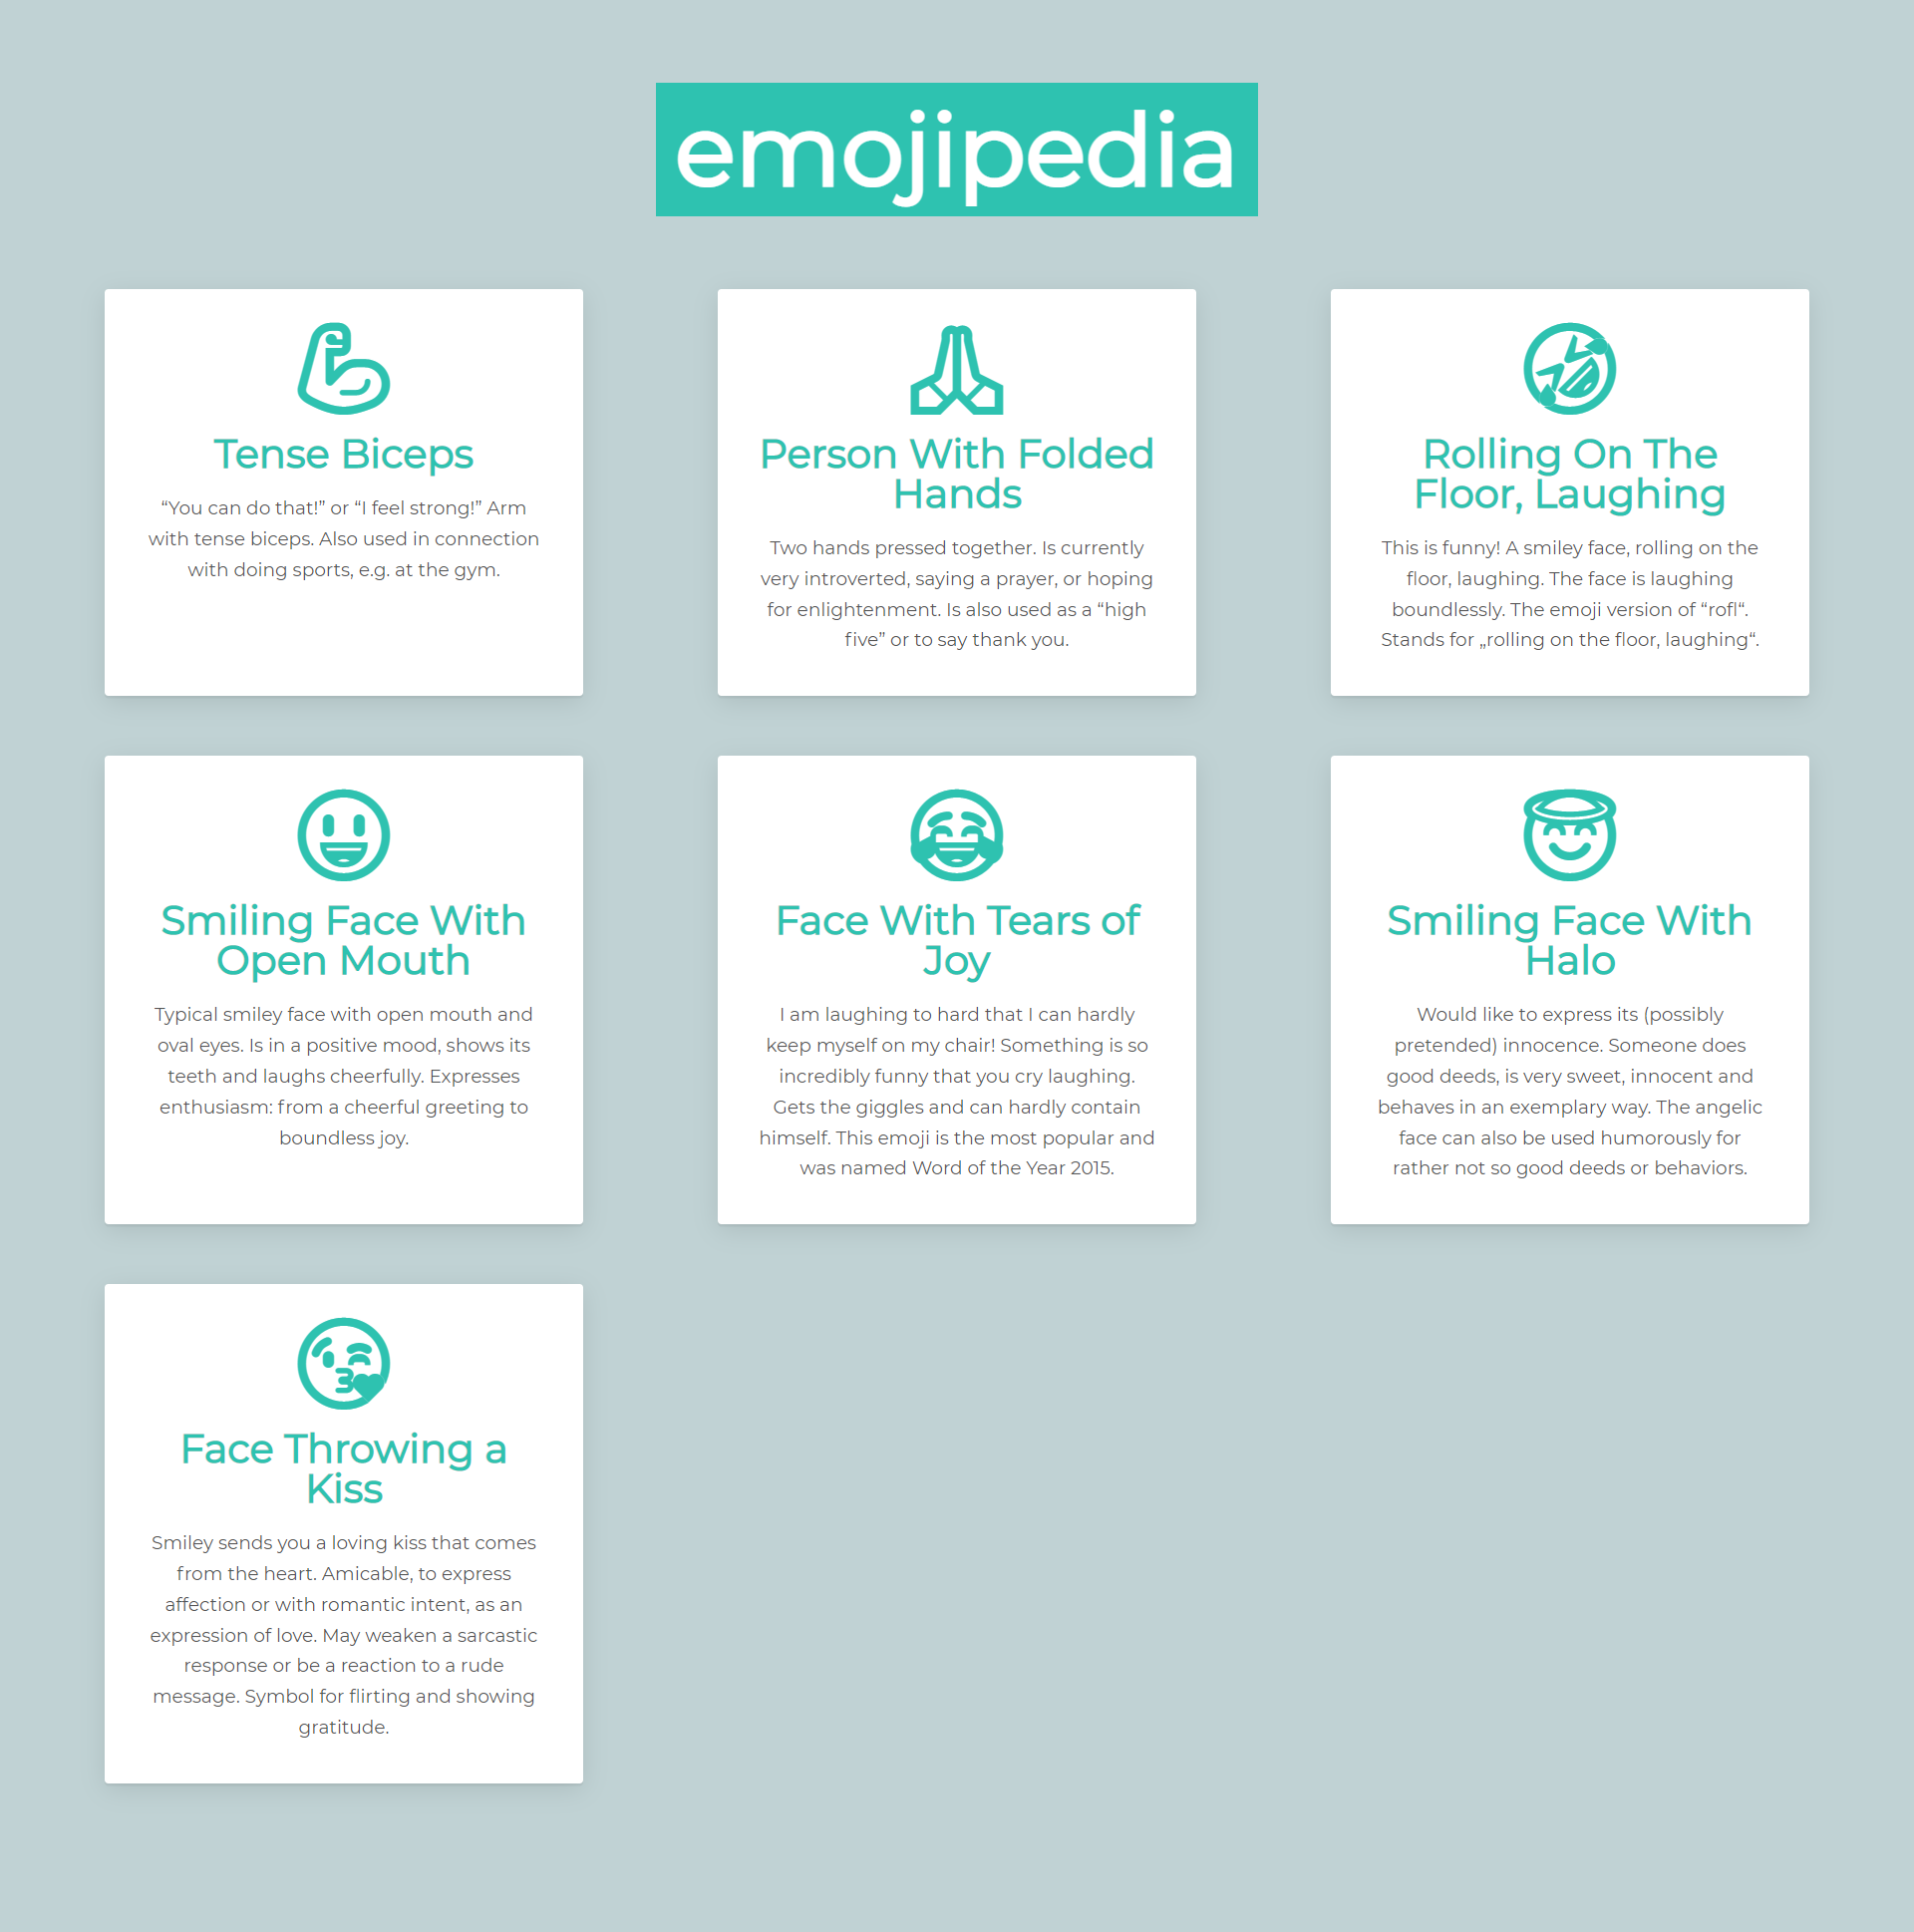 emojipedia
Tense Biceps
“You can do that!” or “I feel strong!” Arm
with tense biceps. Also used in connection
with doing sports, e.g. at the gym.
Person With Folded
Hands
Two hands pressed together. Is currently
very introverted, saying a prayer, or hoping
for enlightenment. Is also used as a “high
five” or to say thank you.
Rolling On The
Floor, Laughing
This is funny! A smiley face, rolling on the
floor, laughing. The face is laughing
boundlessly. The emoji version of “rofl“.
Stands for „rolling on the floor, laughing“.
Smiling Face With
Open Mouth
Typical smiley face with open mouth and
oval eyes. Is in a positive mood, shows its
teeth and laughs cheerfully. Expresses
enthusiasm: from a cheerful greeting to
boundless joy.
Face With Tears of
Joy
I am laughing to hard that I can hardly
keep myself on my chair! Something is so
incredibly funny that you cry laughing.
Gets the giggles and can hardly contain
himself. This emoji is the most popular and
was named Word of the Year 2015.
Smiling Face With
Halo
Would like to express its (possibly
pretended) innocence. Someone does
good deeds, is very sweet, innocent and
behaves in an exemplary way. The angelic
face can also be used humorously for
rather not so good deeds or behaviors.
Face Throwing a
Kiss
Smiley sends you a loving kiss that comes
from the heart. Amicable, to express
affection or with romantic intent, as an
expression of love. May weaken a sarcastic
response or be a reaction to a rude
message. Symbol for flirting and showing
gratitude.